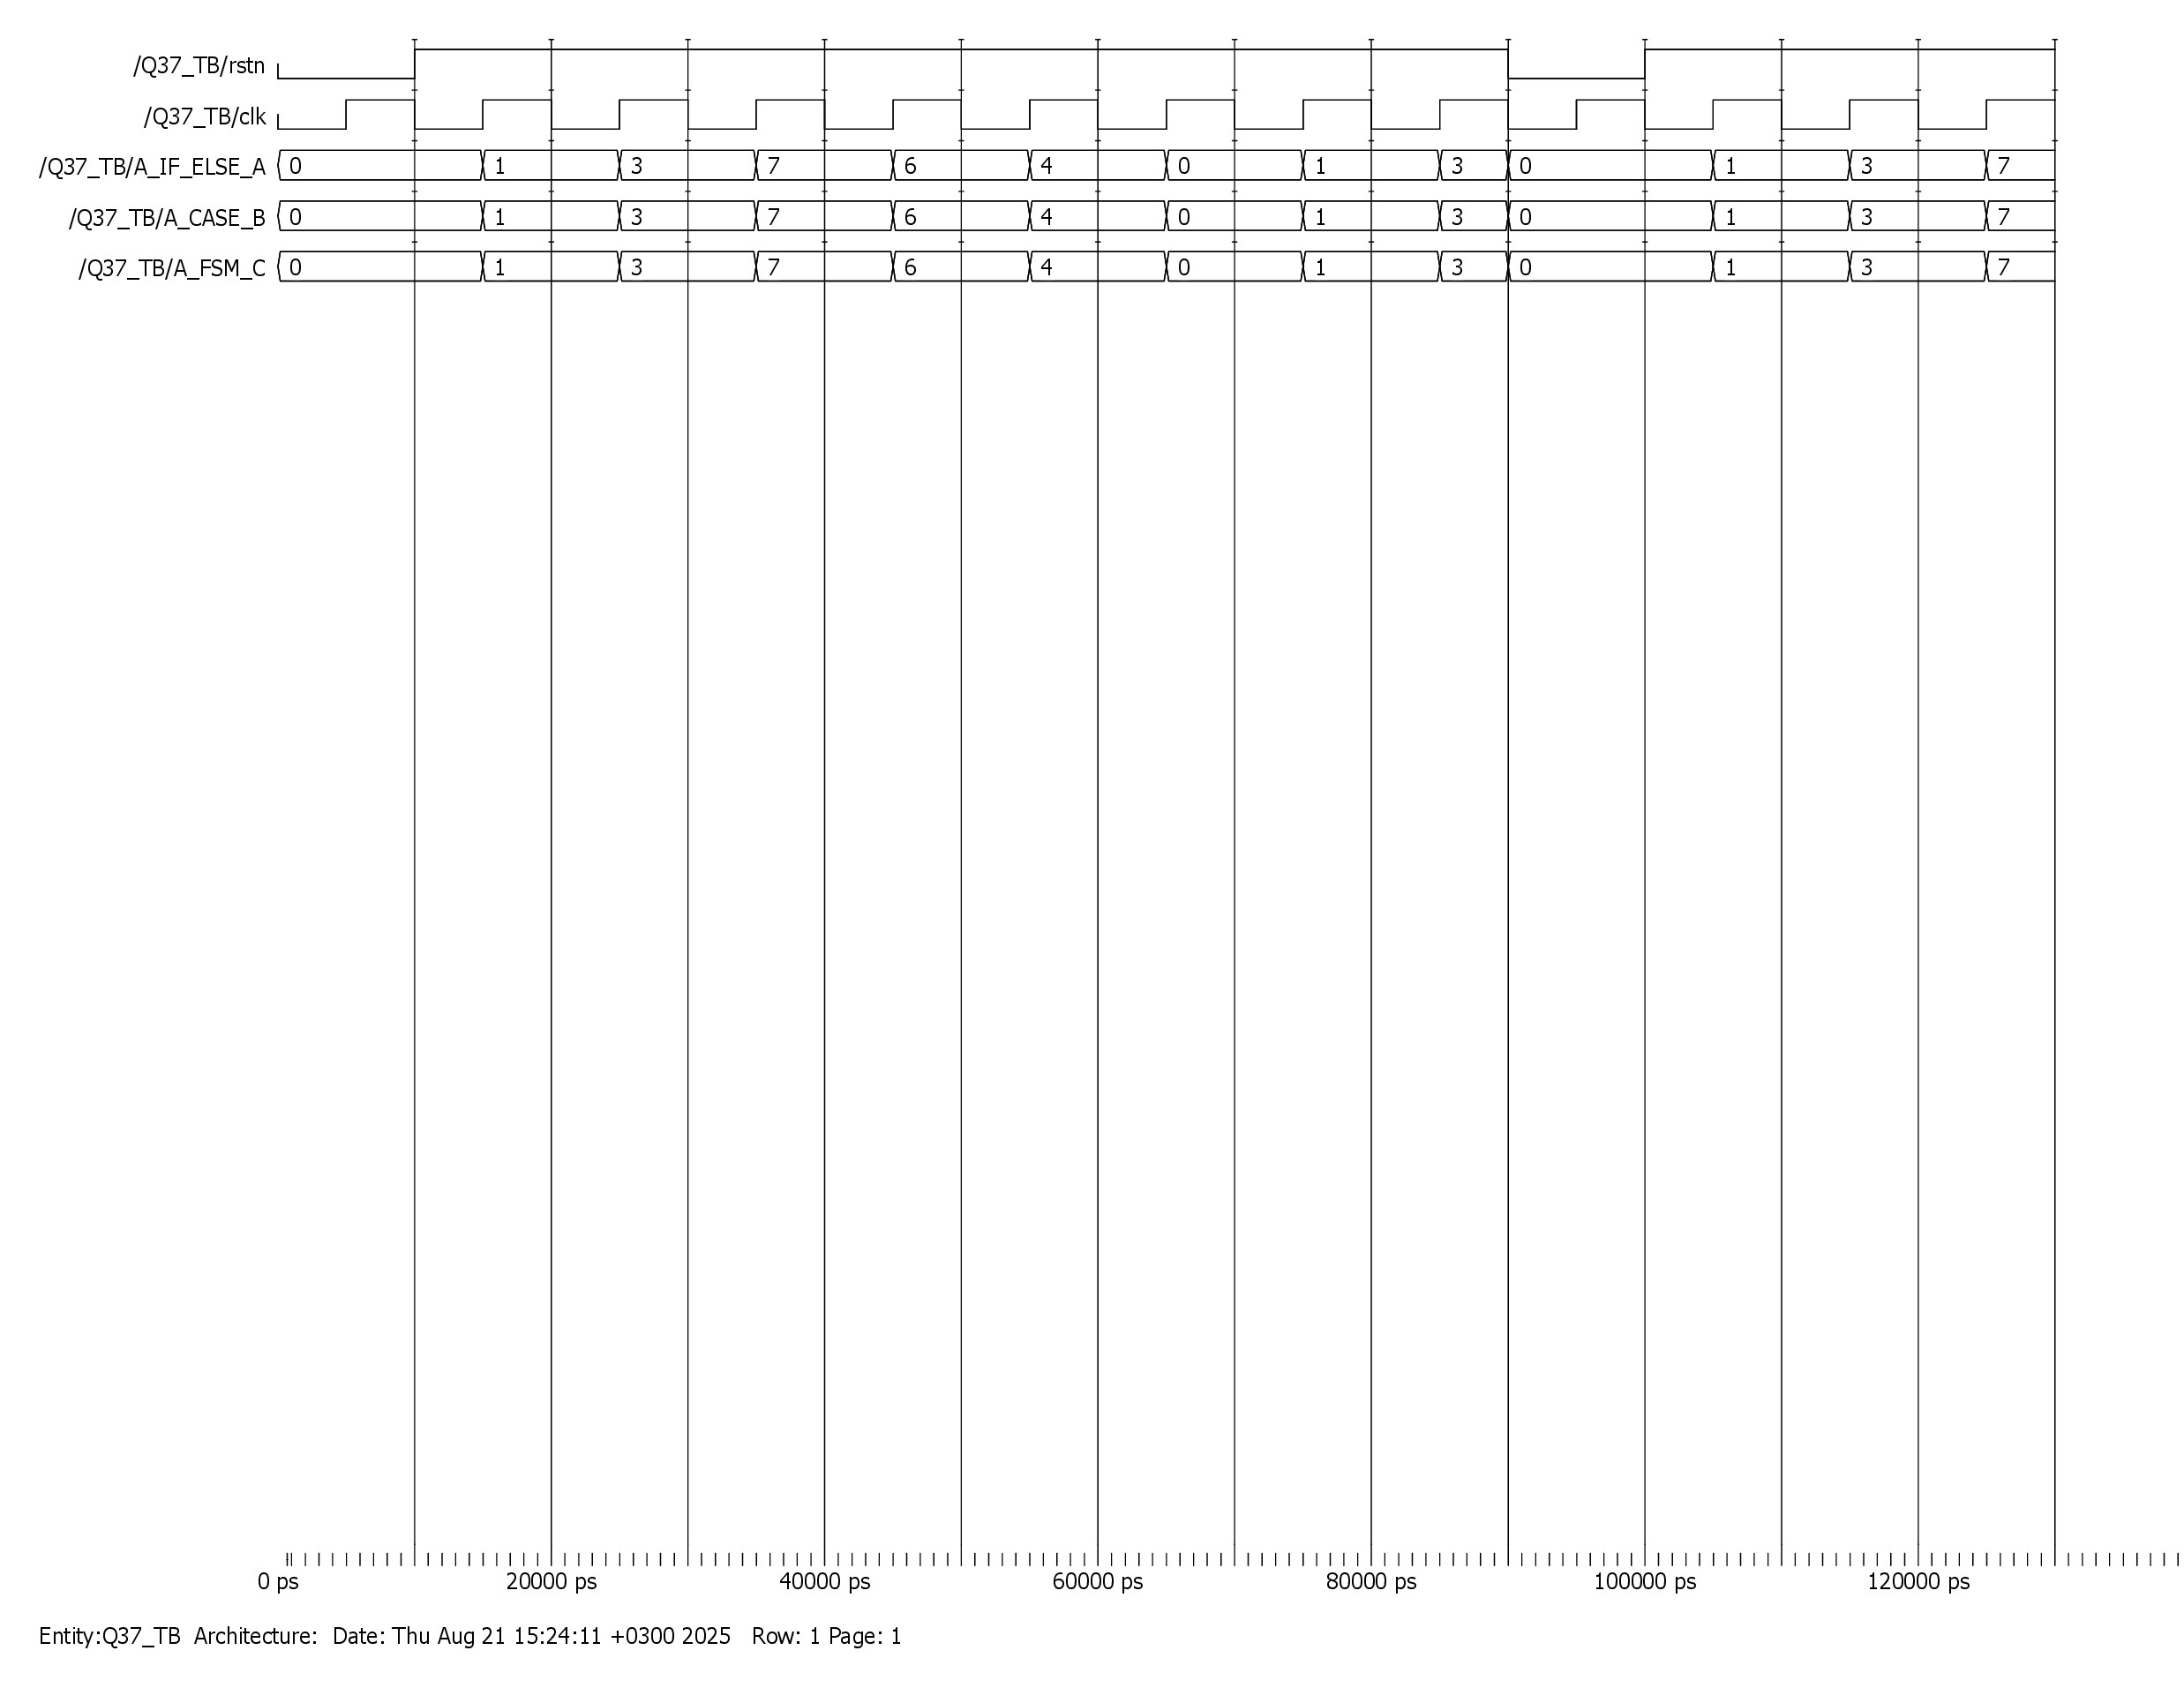 /Q37_TB/rstn
/Q37_TB/clk
/Q37_TB/A_IF_ELSE_A 0 1 3 7 6 4 0 1 3 0 1 3 7
/Q37_TB/A_CASE_B 0 1 3 7 6 4 0 1 3 0 1 3 7
/Q37_TB/A_FSM_C 0 1 3 7 6 4 0 1 3 0 1 3 7
0 ps 20000 ps 40000 ps 60000 ps 80000 ps 100000 ps 120000 ps
Entity:Q37_TB Architecture: Date: Thu Aug 21 15:24:11 +0300 2025 Row: 1 Page: 1